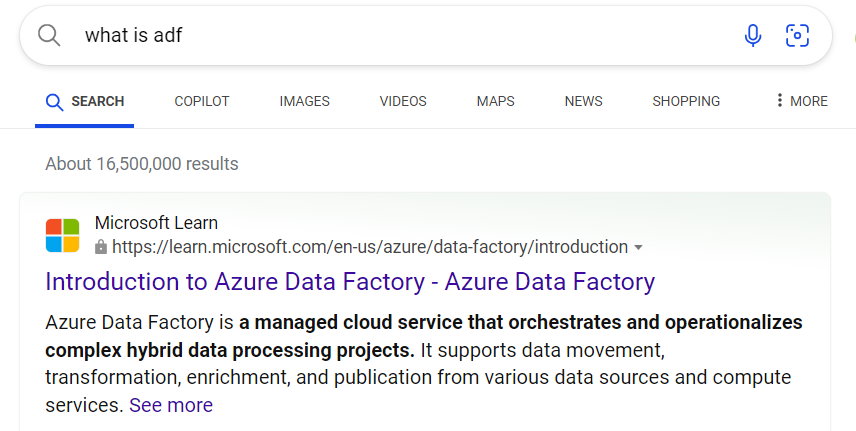 what is adf
SEARCH COPILOT IMAGES VIDEOS MAPS NEWS SHOPPING MORE
About 16,500,000 results
Microsoft Learn
https://learn.microsoft.com/en-us/azure/data-factory/introduction
Introduction to Azure Data Factory - Azure Data Factory
Azure Data Factory is a managed cloud service that orchestrates and operationalizes
complex hybrid data processing projects. It supports data movement,
transformation, enrichment, and publication from various data sources and compute
services. See more